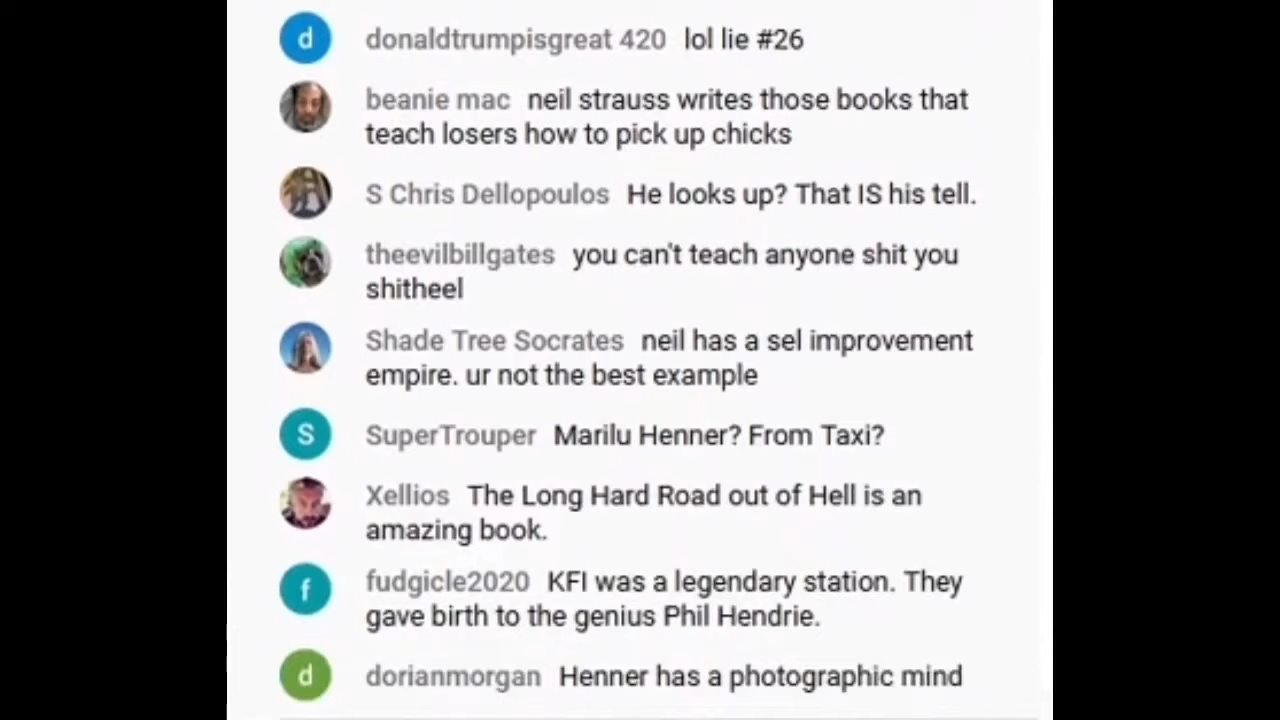 d donaldtrumpisgreat 420 lol lie #26
beanie mac neil strauss writes those books that
teach losers how to pick up chicks
S Chris Dellopoulos He looks up? That IS his tell.
theevilbillgates you can't teach anyone shit you
shitheel
Shade Tree Socrates neil has a sel improvement
empire. ur not the best example
S SuperTrouper Marilu Henner? From Taxi?
Xellios The Long Hard Road out of Hell is an
amazing book.
f fudgicle2020 KFI was a legendary station. They
gave birth to the genius Phil Hendrie.
d dorianmorgan Henner has a photographic mind